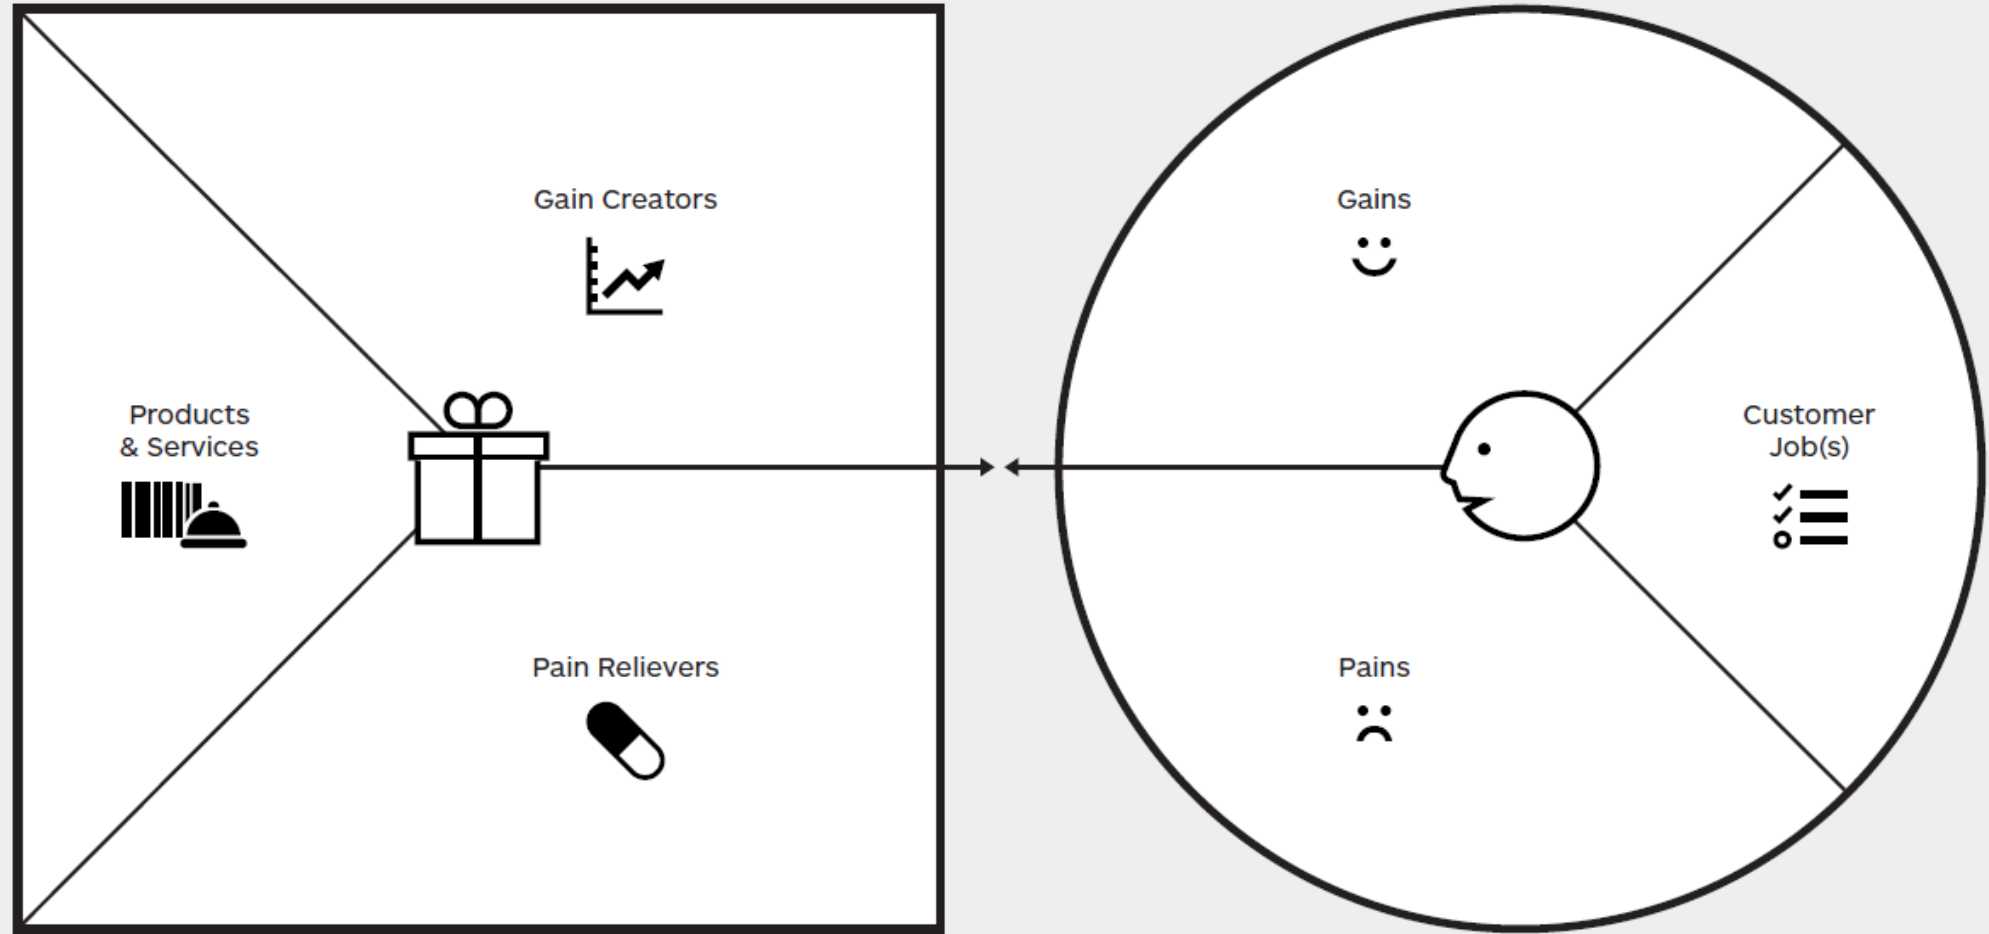 Gain Creators
Products
& Services
Pain Relievers
Gains
Customer
Job(s)
Pains